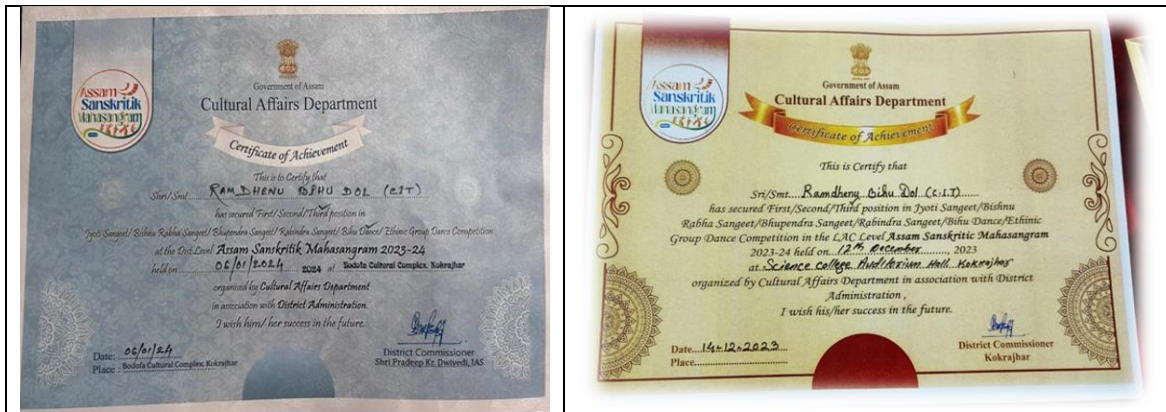 Assam
Sanskritik
Mahasangram
Government of Assam
Cultural Affairs Department
Certificate of Achievement
This is to Certify that
Shri/Smt RAMDHENU BIHU DOL (CIT)
has secured First/Second/Third position in
Jyoti Sangeet/ Bishnu Rabha Sangeet/ Bhupendra Sangeet/ Rabindra Sangeet/ Bihu Dance/ Ethinic Group Dance Competition
at the Dist. Level Assam Sanskritik Mahasangram 2023-24
held on 06/01/2024 2024 at Bodofa Cultural Complex, Kokrajhar
organized by Cultural Affairs Department
in association with District Administration.
I wish him/ her success in the future.
Date: 06/01/24
Place : Bodofa Cultural Complex, Kokrajhar
District Commissioner
Shri Pradeep Kr. Dwivedi, IAS
Assam
Sanskritik
Mahasangram
Government of Assam
Cultural Affairs Department
Certificate of Achievement
This is Certify that
Sri/Smt. Ramdhenu Bihu Dol (C.I.T)
has secured First/Second/Third position in Jyoti Sangeet/Bishnu
Rabha Sangeet/Bhupendra Sangeet/Rabindra Sangeet/Bihu Dance/Ethinic
Group Dance Competition in the LAC Level Assam Sanskritic Mahasangram
2023-24 held on 12th December, 2023
at Science College Auditorium Hall Kokrajhar
organized by Cultural Affairs Department in association with District
Administration ,
I wish his/her success in the future.
Date 14-12-2023
Place
District Commissioner
Kokrajhar